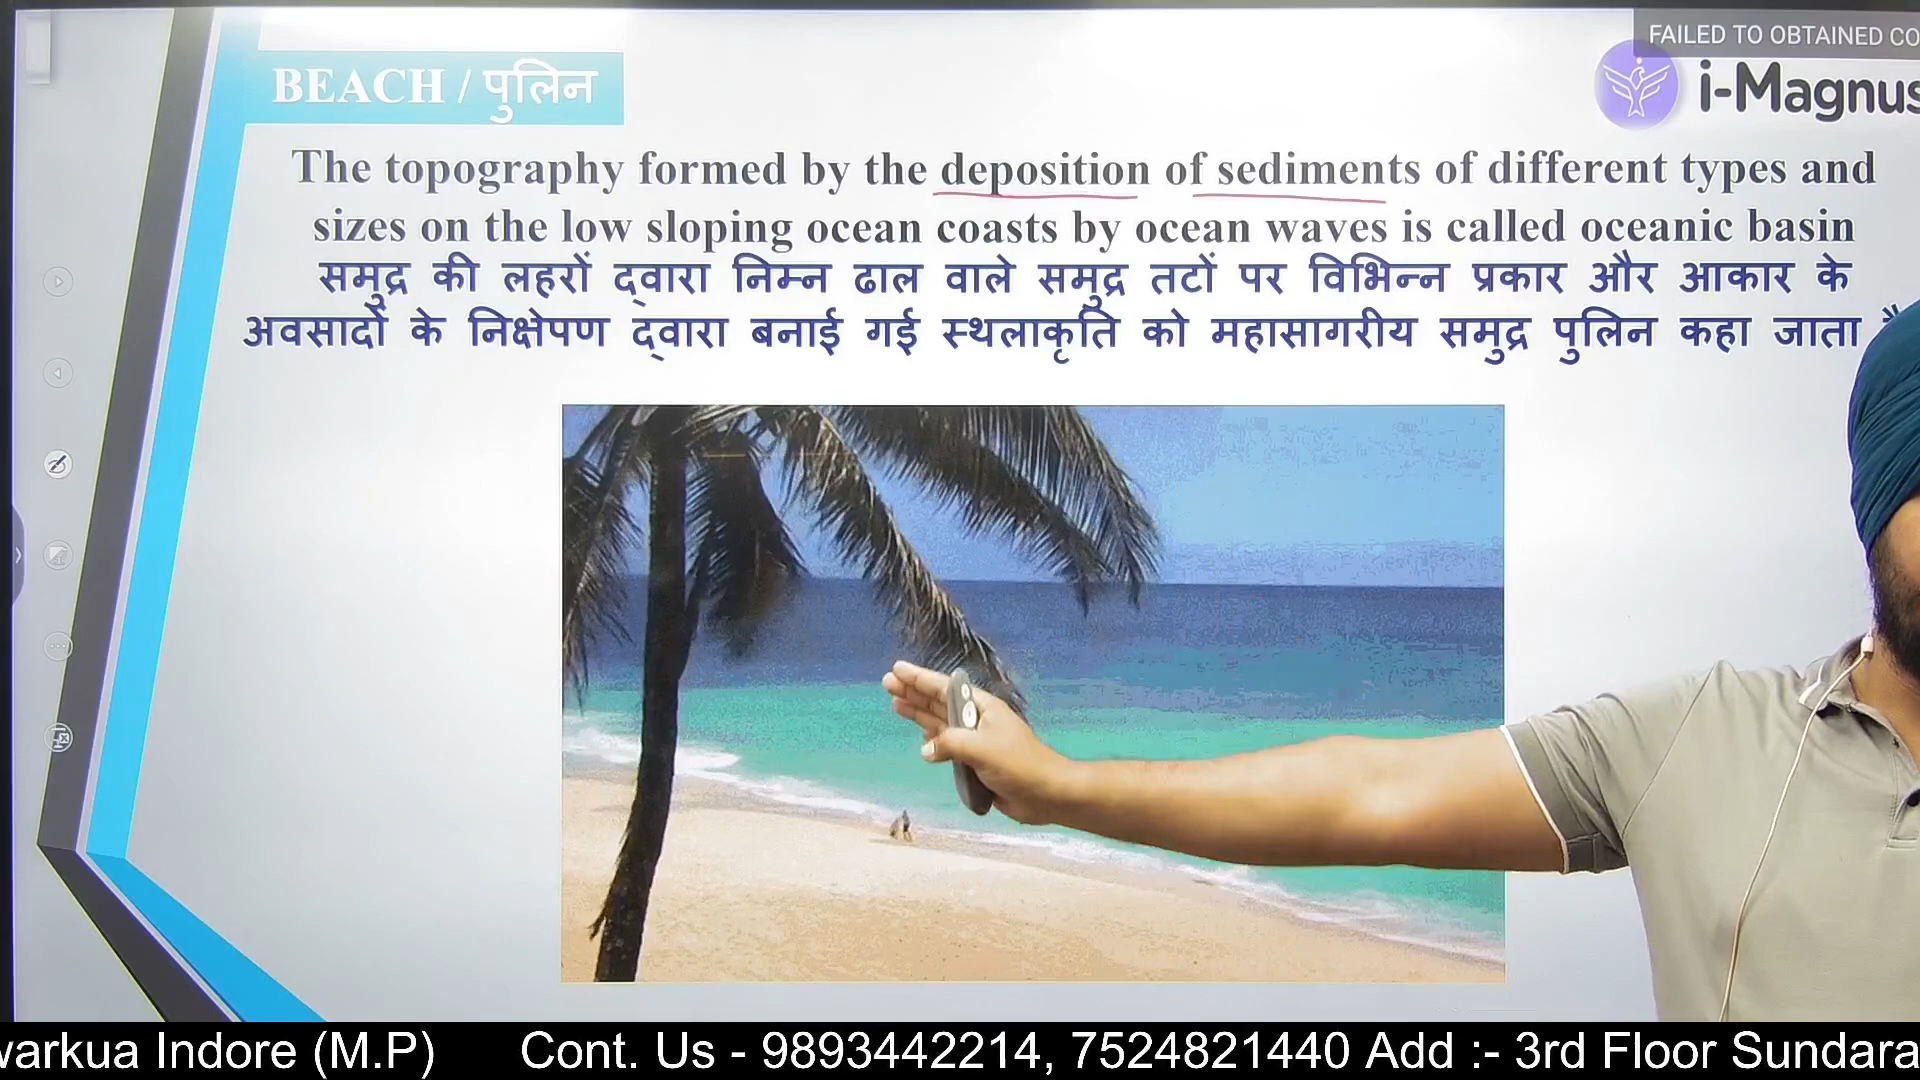 FAILED TO OBTAINED CO
i-Magnus
BEACH / पुलिन
The topography formed by the deposition of sediments of different types and
sizes on the low sloping ocean coasts by ocean waves is called oceanic basin
समुद्र की लहरों द्वारा निम्न ढाल वाले समुद्र तटों पर विभिन्न प्रकार और आकार के
अवसादों के निक्षेपण द्वारा बनाई गई स्थलाकृति को महासागरीय समुद्र पुलिन कहा जाता
warkua Indore (M.P) Cont. Us - 9893442214, 7524821440 Add :- 3rd Floor Sundara